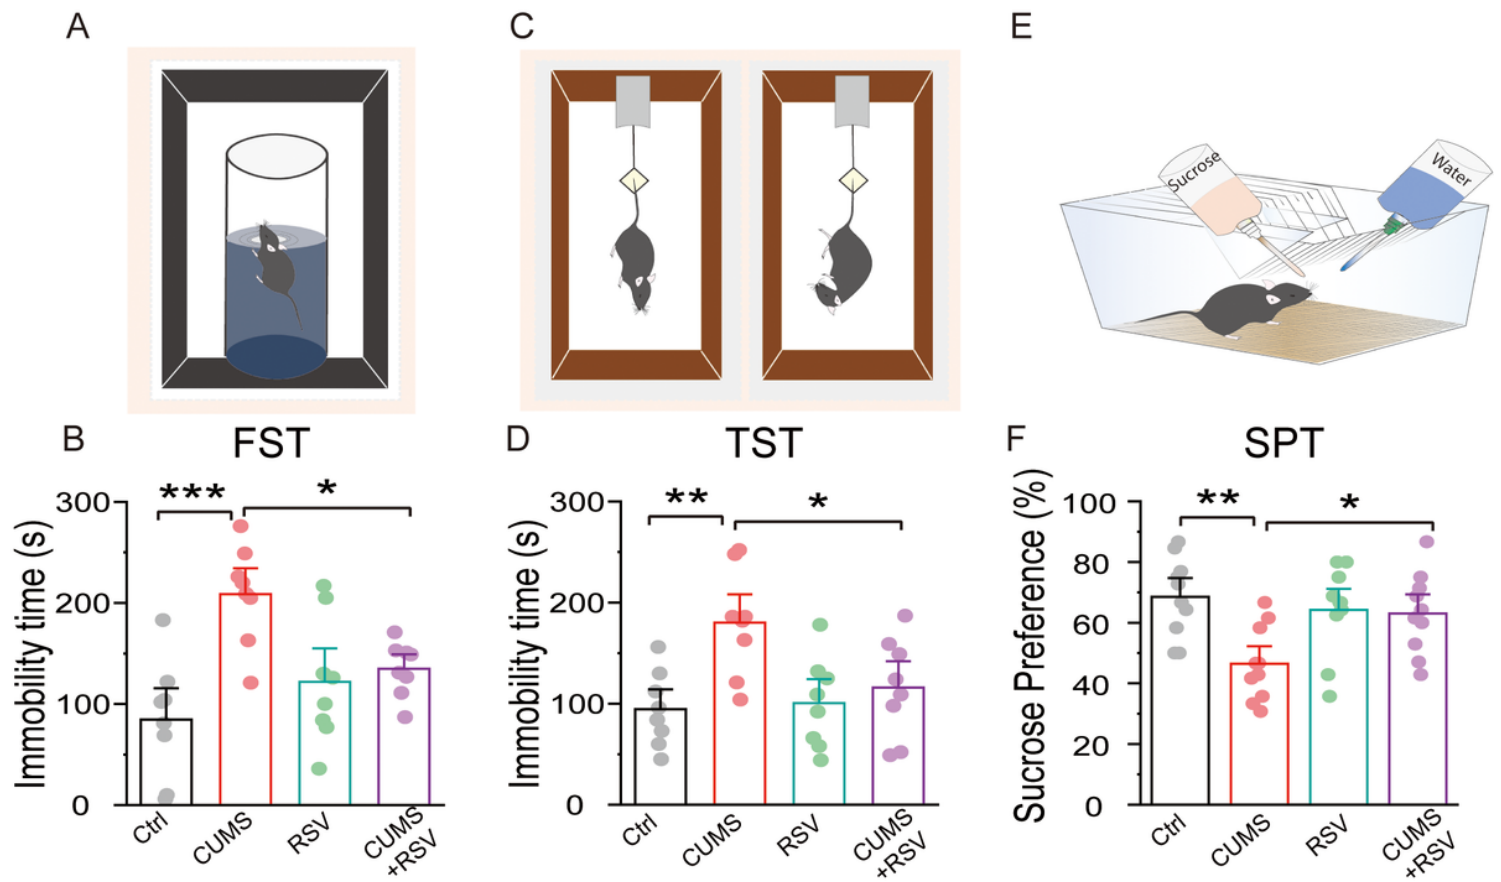 A
C
E
Sucrose
Water
B
FST
D
TST
F
SPT
Immobility time (s)
300
200
100
0
***
*
Ctrl
CUMS
RSV
CUMS
+RSV
Immobility time (s)
300
200
100
0
**
*
Ctrl
CUMS
RSV
CUMS
+RSV
Sucrose Preference (%)
100
80
60
40
20
0
**
*
Ctrl
CUMS
RSV
CUMS
+RSV